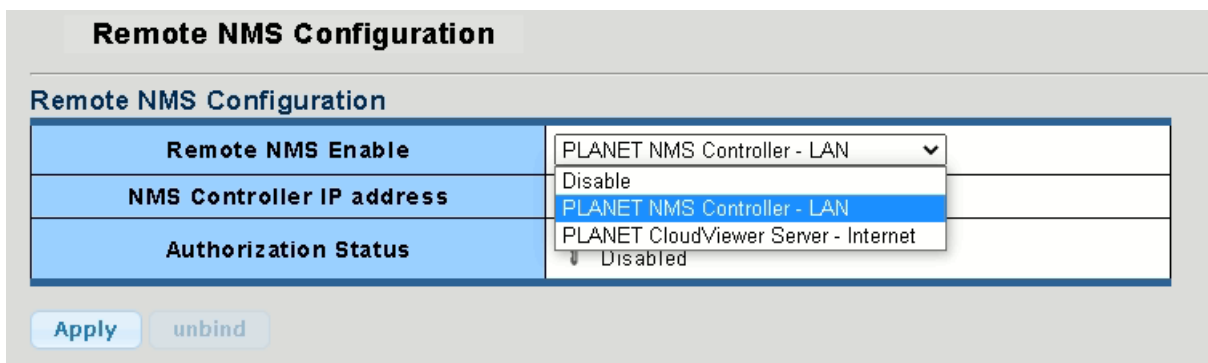 Remote NMS Configuration
Remote NMS Configuration
Remote NMS Enable PLANET NMS Controller - LAN
Disable
NMS Controller IP address PLANET NMS Controller - LAN
PLANET CloudViewer Server - Internet
Authorization Status Disabled
Apply unbind